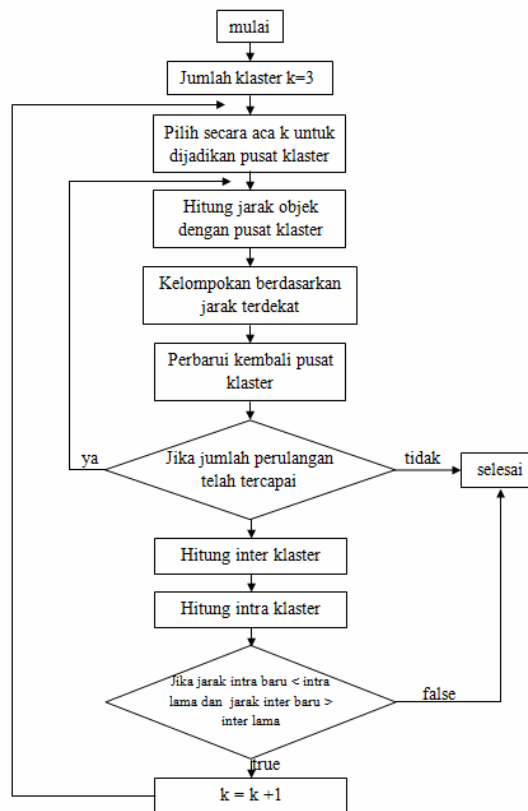 mulai
Jumlah klaster k=3
Pilih secara aca k untuk
dijadikan pusat klaster
Hitung jarak objek
dengan pusat klaster
Kelompokan berdasarkan
jarak terdekat
Perbarui kembali pusat
klaster
Jika jumlah perulangan
telah tercapai
ya
tidak
selesai
Hitung inter klaster
Hitung intra klaster
Jika jarak intra baru < intra
lama dan jarak inter baru >
inter lama
false
true
k = k +1